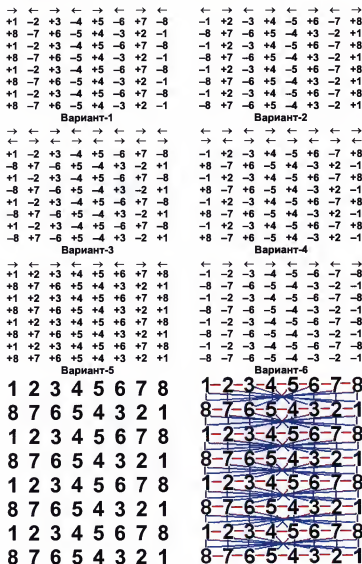 → ← → ← → ← → ←
+1 –2 +3 –4 +5 –6 +7 –8
+8 –7 +6 –5 +4 –3 +2 –1
+1 –2 +3 –4 +5 –6 +7 –8
+8 –7 +6 –5 +4 –3 +2 –1
+1 –2 +3 –4 +5 –6 +7 –8
+8 –7 +6 –5 +4 –3 +2 –1
+1 –2 +3 –4 +5 –6 +7 –8
+8 –7 +6 –5 +4 –3 +2 –1
Вариант-1
← → ← → ← → ← →
–1 +2 –3 +4 –5 +6 –7 +8
–8 +7 –6 +5 –4 +3 –2 +1
–1 +2 –3 +4 –5 +6 –7 +8
–8 +7 –6 +5 –4 +3 –2 +1
–1 +2 –3 +4 –5 +6 –7 +8
–8 +7 –6 +5 –4 +3 –2 +1
–1 +2 –3 +4 –5 +6 –7 +8
–8 +7 –6 +5 –4 +3 –2 +1
Вариант-2
→ ← → ← → ← → ←
← → ← → ← → ← →
+1 –2 +3 –4 +5 –6 +7 –8
–8 +7 –6 +5 –4 +3 –2 +1
+1 –2 +3 –4 +5 –6 +7 –8
–8 +7 –6 +5 –4 +3 –2 +1
+1 –2 +3 –4 +5 –6 +7 –8
–8 +7 –6 +5 –4 +3 –2 +1
+1 –2 +3 –4 +5 –6 +7 –8
–8 +7 –6 +5 –4 +3 –2 +1
Вариант-3
← → ← → ← → ← →
→ ← → ← → ← → ←
–1 +2 –3 +4 –5 +6 –7 +8
+8 –7 +6 –5 +4 –3 +2 –1
–1 +2 –3 +4 –5 +6 –7 +8
+8 –7 +6 –5 +4 –3 +2 –1
–1 +2 –3 +4 –5 +6 –7 +8
+8 –7 +6 –5 +4 –3 +2 –1
–1 +2 –3 +4 –5 +6 –7 +8
+8 –7 +6 –5 +4 –3 +2 –1
Вариант-4
→ → → → → → → →
+1 +2 +3 +4 +5 +6 +7 +8
+8 +7 +6 +5 +4 +3 +2 +1
+1 +2 +3 +4 +5 +6 +7 +8
+8 +7 +6 +5 +4 +3 +2 +1
+1 +2 +3 +4 +5 +6 +7 +8
+8 +7 +6 +5 +4 +3 +2 +1
+1 +2 +3 +4 +5 +6 +7 +8
+8 +7 +6 +5 +4 +3 +2 +1
Вариант-5
← ← ← ← ← ← ← ←
–1 –2 –3 –4 –5 –6 –7 –8
–8 –7 –6 –5 –4 –3 –2 –1
–1 –2 –3 –4 –5 –6 –7 –8
–8 –7 –6 –5 –4 –3 –2 –1
–1 –2 –3 –4 –5 –6 –7 –8
–8 –7 –6 –5 –4 –3 –2 –1
–1 –2 –3 –4 –5 –6 –7 –8
–8 –7 –6 –5 –4 –3 –2 –1
Вариант-6
1 2 3 4 5 6 7 8
8 7 6 5 4 3 2 1
1 2 3 4 5 6 7 8
8 7 6 5 4 3 2 1
1 2 3 4 5 6 7 8
8 7 6 5 4 3 2 1
1 2 3 4 5 6 7 8
8 7 6 5 4 3 2 1
1 2 3 4 5 6 7 8
8 7 6 5 4 3 2 1
1 2 3 4 5 6 7 8
8 7 6 5 4 3 2 1
1 2 3 4 5 6 7 8
8 7 6 5 4 3 2 1
1 2 3 4 5 6 7 8
8 7 6 5 4 3 2 1